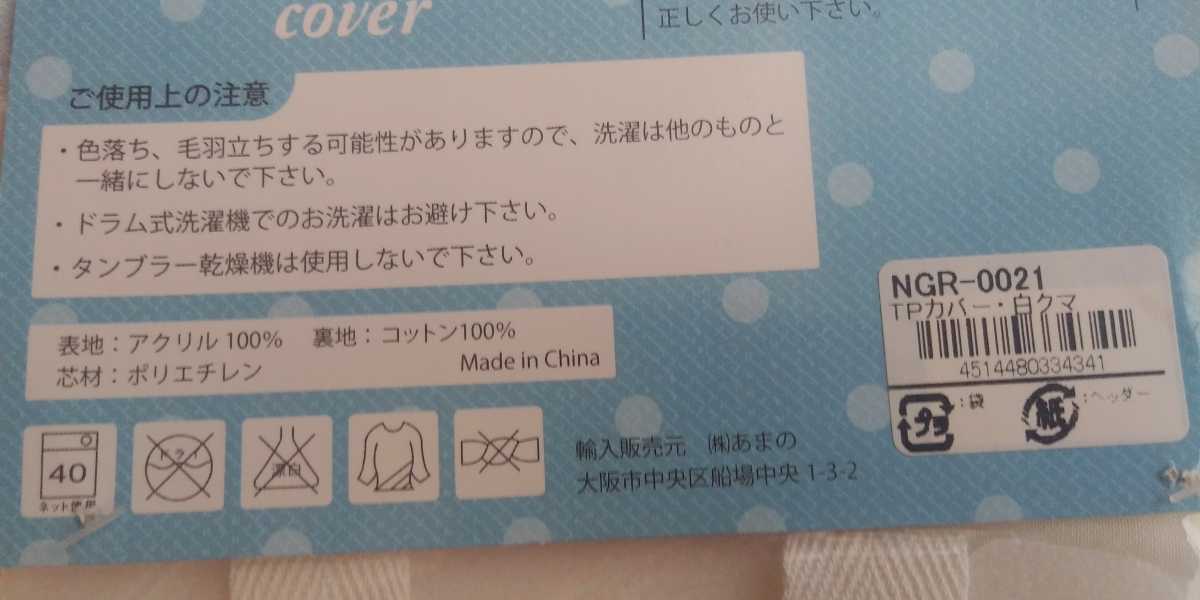 cover
正しくお使い下さい。
ご使用上の注意
・色落ち、毛羽立ちする可能性がありますので、洗濯は他のものと
一緒にしないで下さい。
・ドラム式洗濯機でのお洗濯はお避け下さい。
・タンブラー乾燥機は使用しないで下さい。
表地：アクリル 100% 裏地：コットン100%
芯材：ポリエチレン
Made in China
40
ネット使用
ドライ
漂白
輸入販売元 ㈱あまの
大阪市中央区船場中央 1-3-2
NGR-0021
TPカバー・白クマ
4514480334341
プラ：袋
紙：ヘッダー